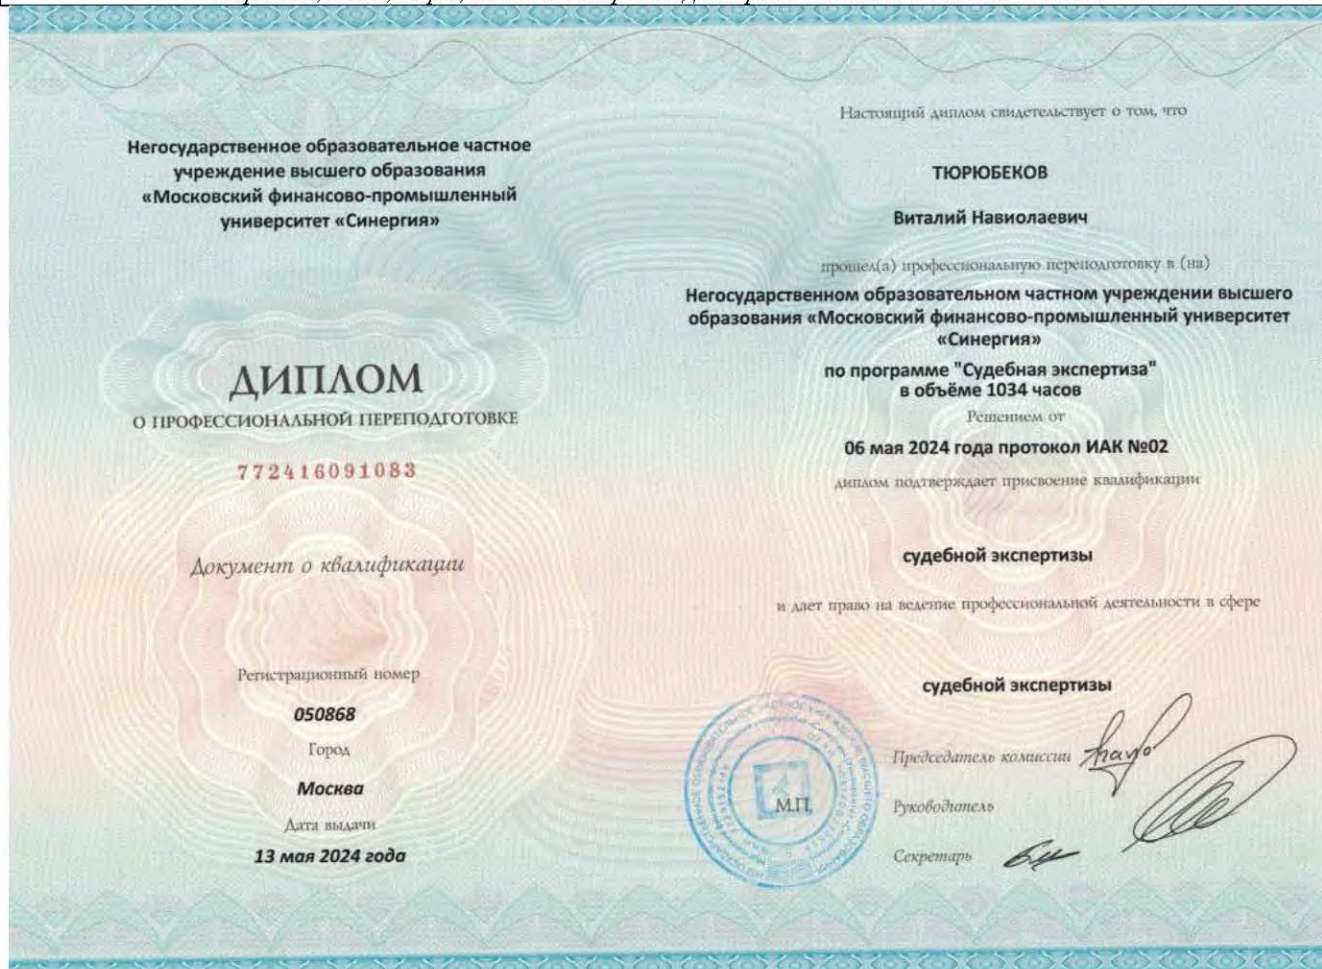 Негосударственное образовательное частное
учреждение высшего образования
«Московский финансово-промышленный
университет «Синергия»
ДИПЛОМ
О ПРОФЕССИОНАЛЬНОЙ ПЕРЕПОДГОТОВКЕ
772416091083
Документ о квалификации
Регистрационный номер
050868
Город
Москва
Дата выдачи
13 мая 2024 года
Настоящий диплом свидетельствует о том, что
ТЮРЮБЕКОВ
Виталий Навиолаевич
прошел(а) профессиональную переподготовку в (на)
Негосударственном образовательном частном учреждении высшего
образования «Московский финансово-промышленный университет
«Синергия»
по программе "Судебная экспертиза"
в объёме 1034 часов
Решением от
06 мая 2024 года протокол ИАК №02
диплом подтверждает присвоение квалификации
судебной экспертизы
и дает право на ведение профессиональной деятельности в сфере
судебной экспертизы
Председатель комиссии
М.П.
Руководитель
Секретарь